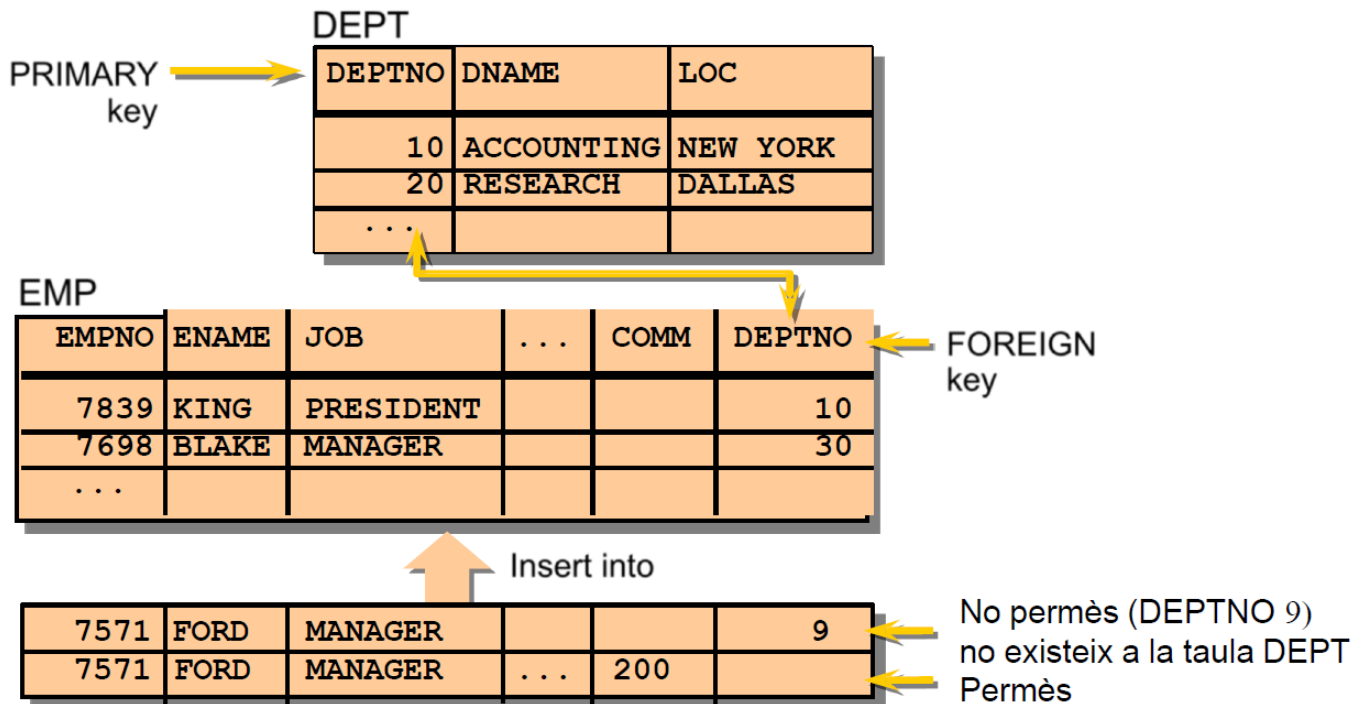 DEPT
PRIMARY
key
DEPTNO DNAME LOC
10 ACCOUNTING NEW YORK
20 RESEARCH DALLAS
...
EMP
EMPNO ENAME JOB ... COMM DEPTNO
FOREIGN
key
7839 KING PRESIDENT 10
7698 BLAKE MANAGER 30
...
Insert into
7571 FORD MANAGER 9
No permès (DEPTNO 9)
no existeix a la taula DEPT
7571 FORD MANAGER ... 200
Permès